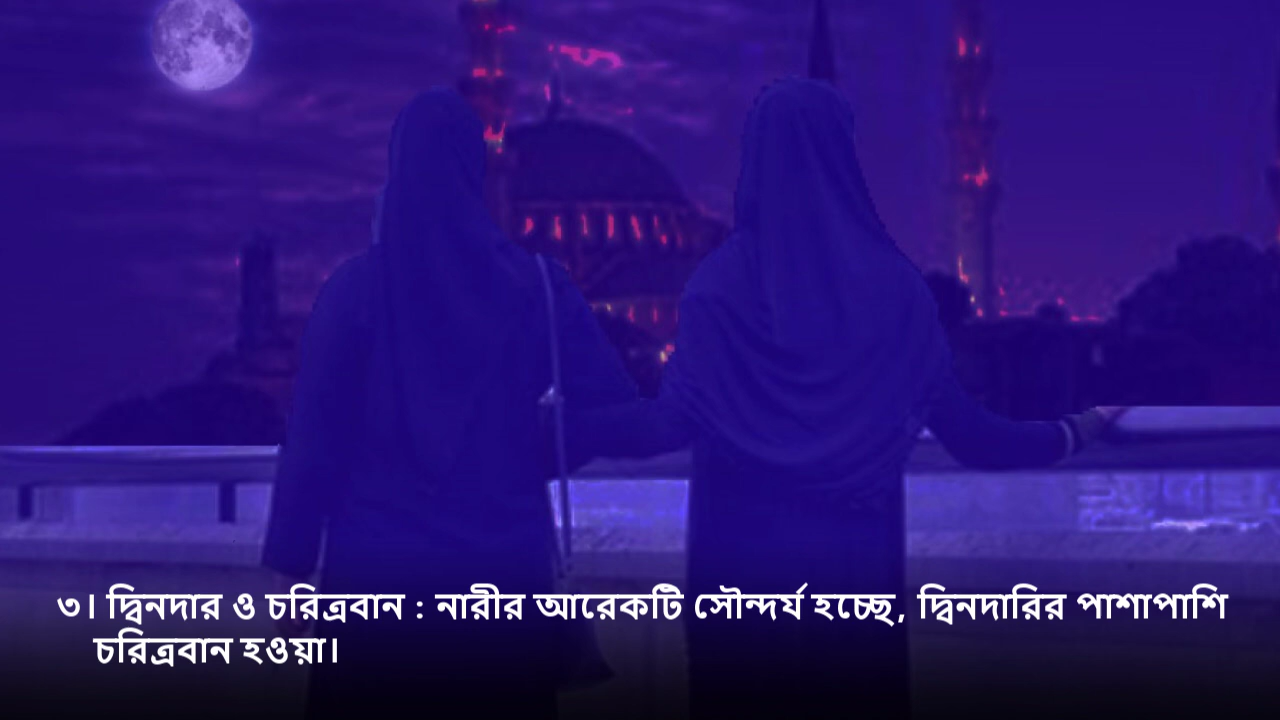 ৩। দ্বিনদার ও চরিত্রবান : নারীর আরেকটি সৌন্দর্য হচ্ছে, দ্বিনদারির পাশাপাশি
চরিত্রবান হওয়া।